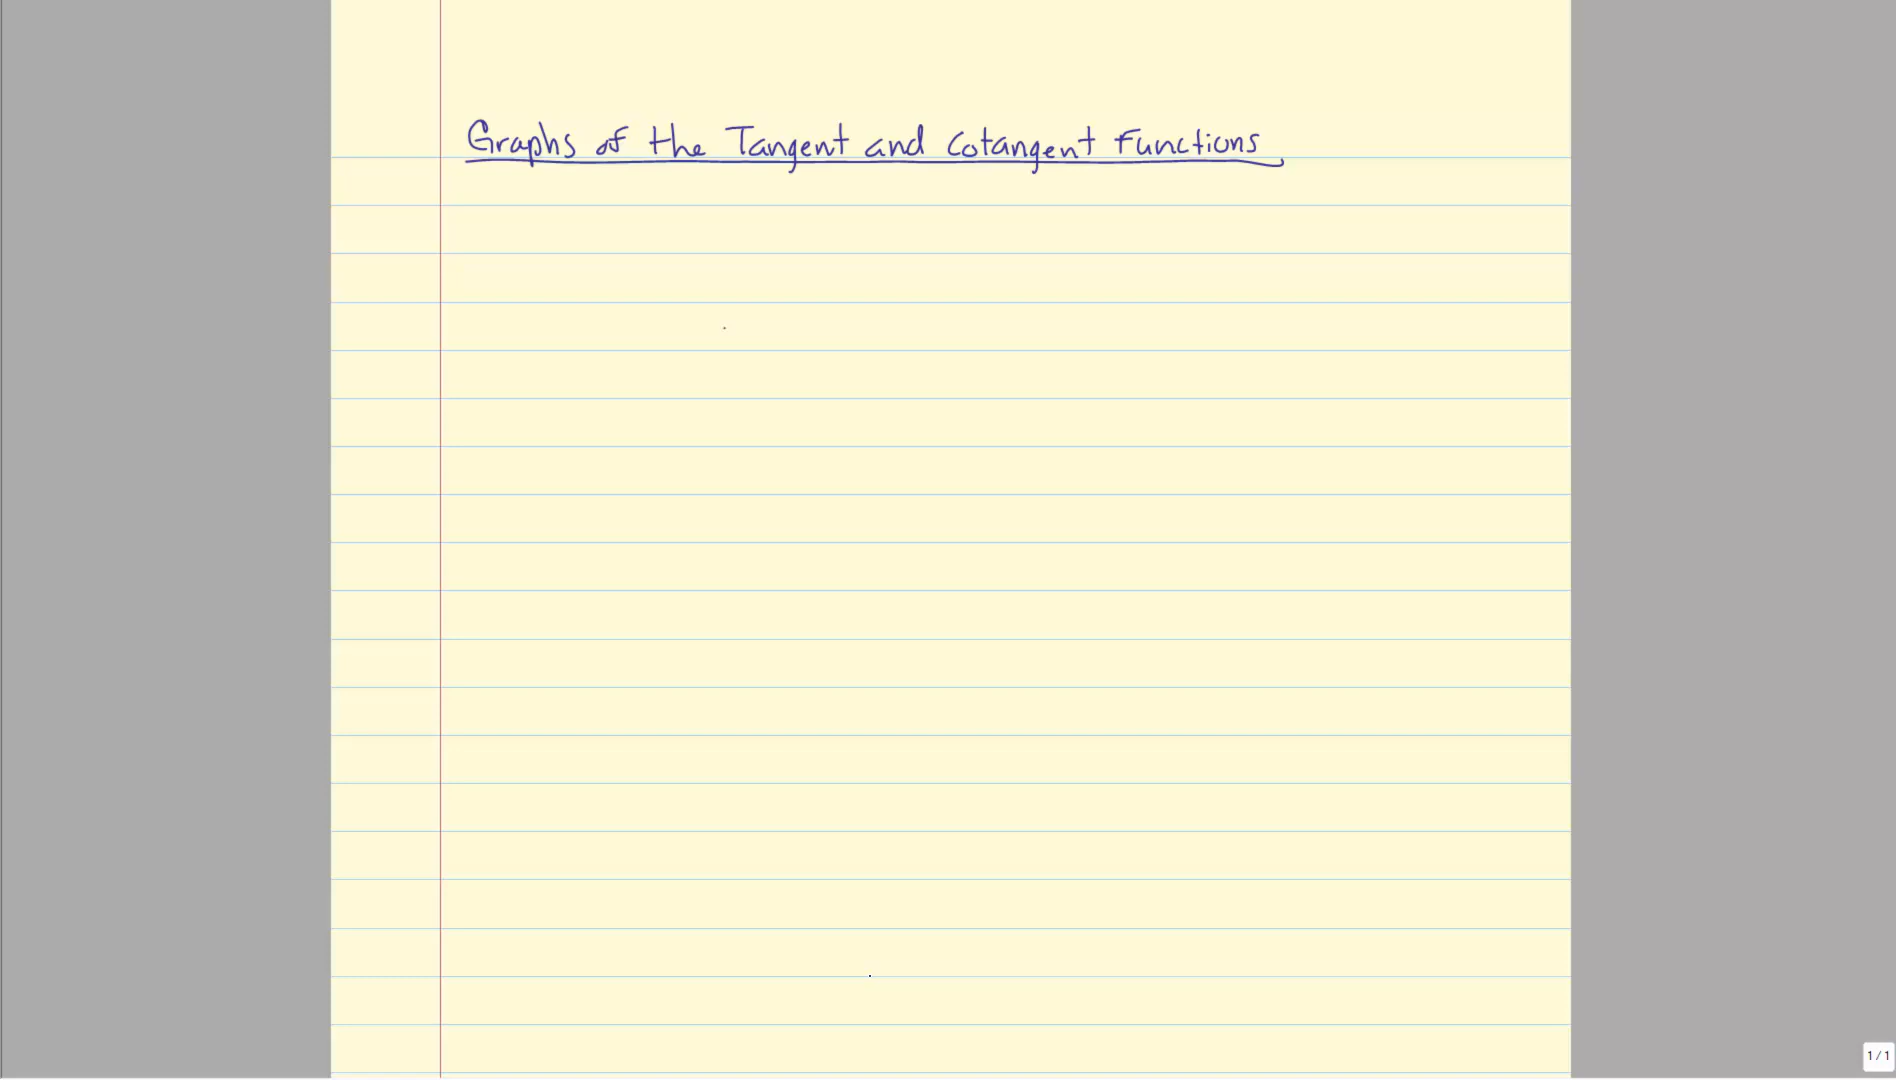 Graphs of the Tangent and Cotangent Functions
1 / 1